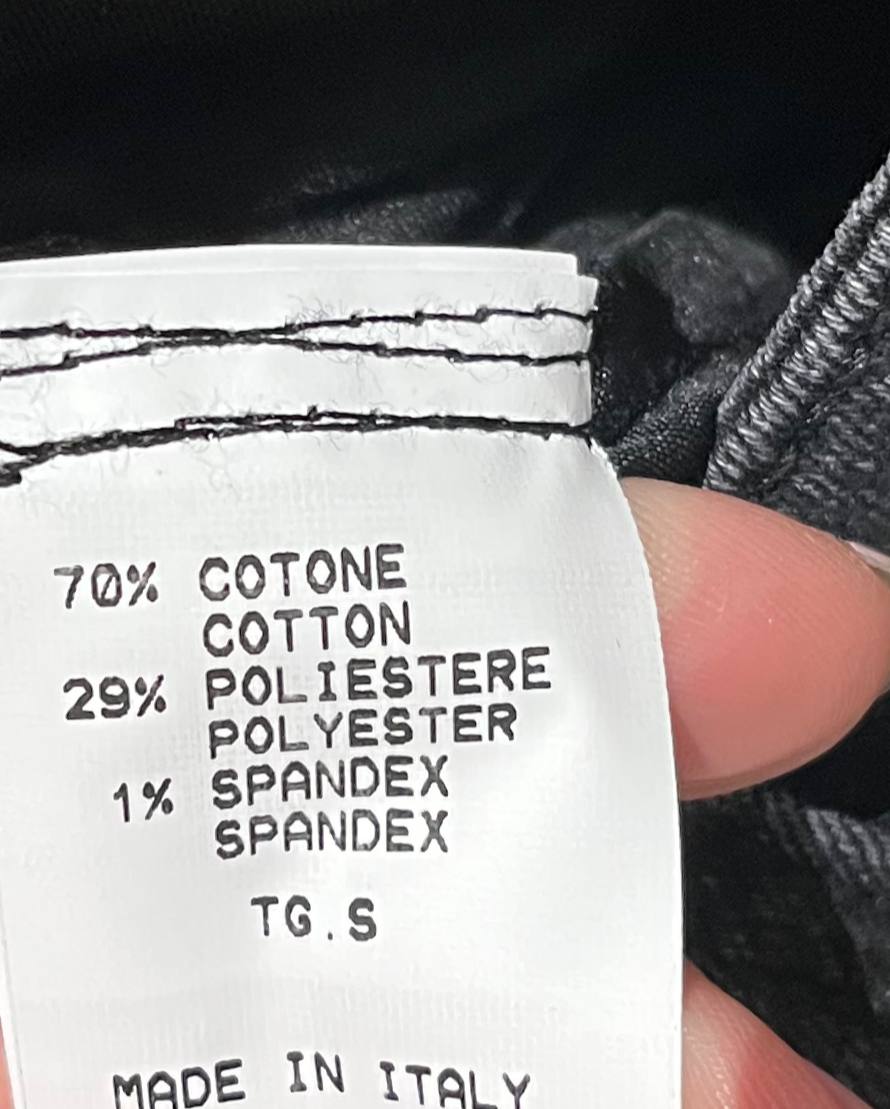 70% COTONE
COTTON
29% POLIESTERE
POLYESTER
1% SPANDEX
SPANDEX
TG.S
MADE IN ITALY